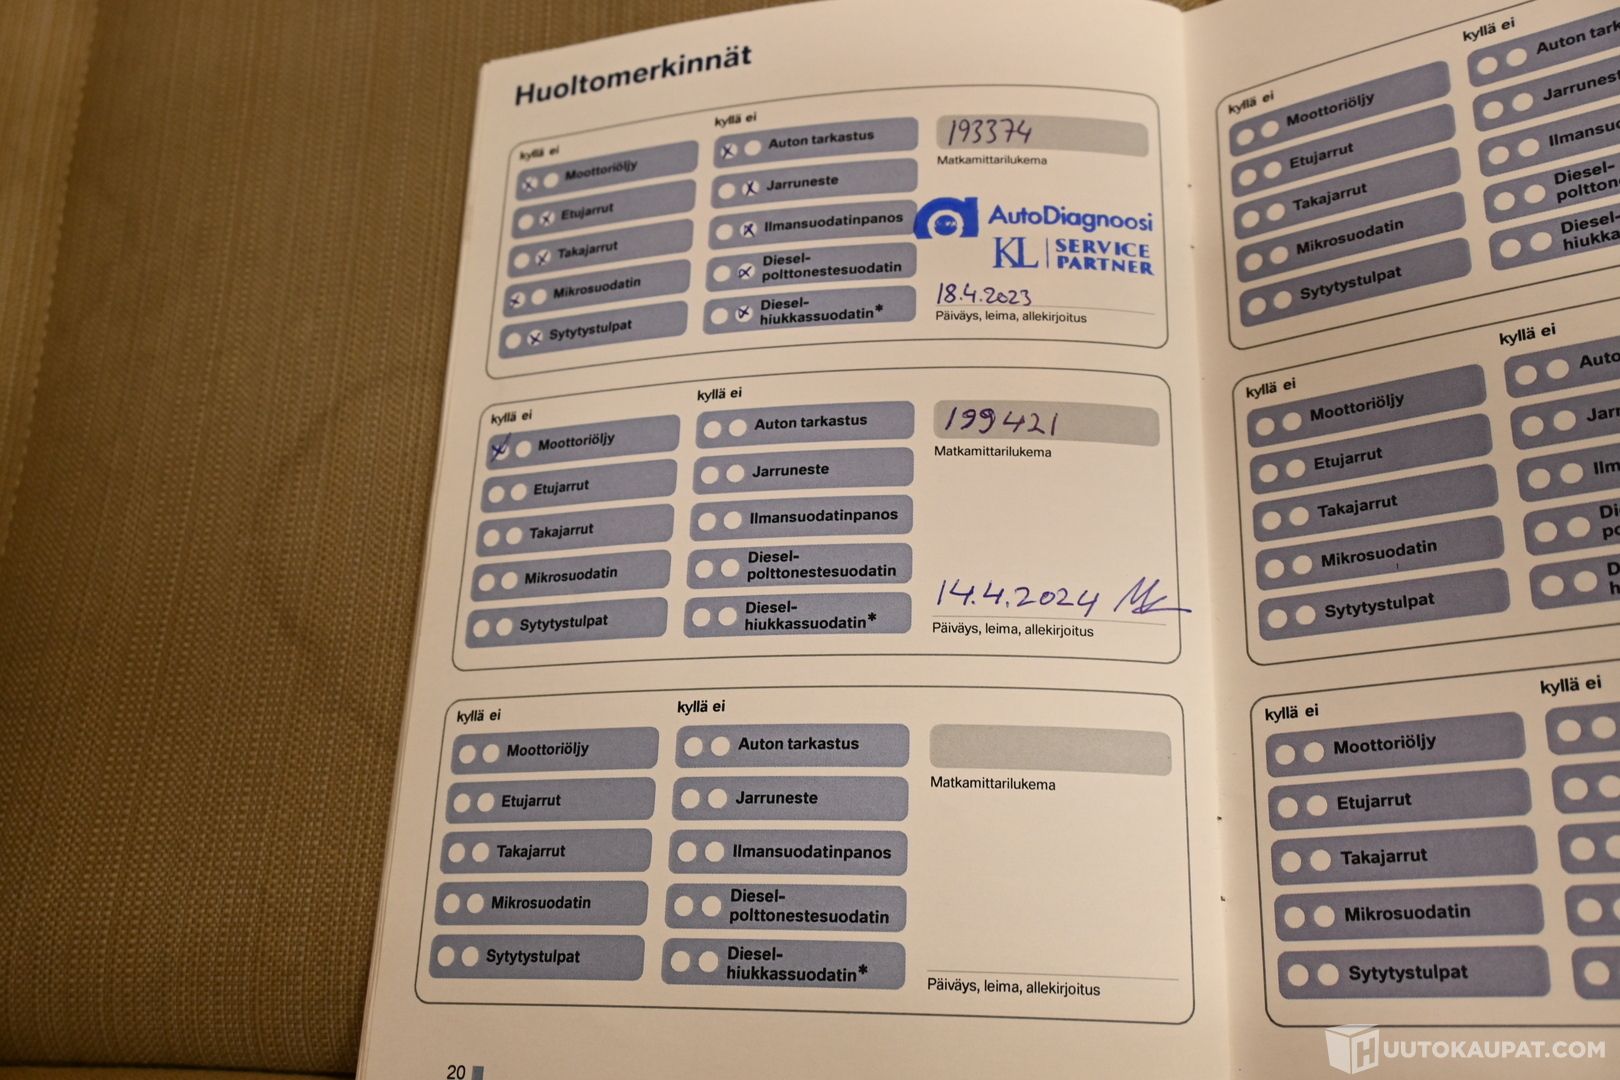 Huoltomerkinnät
kyllä ei
Moottoriöljy
Etujarrut
Takajarrut
Mikrosuodatin
Sytytystulpat
kyllä ei
Auton tarkastus
Jarruneste
Ilmansuodatinpanos
Diesel-
polttonestesuodatin
Diesel-
hiukkassuodatin*
193374
Matkamittarilukema
AutoDiagnoosi
KL SERVICE
PARTNER
18.4.2023
Päiväys, leima, allekirjoitus
kyllä ei
Moottoriöljy
Etujarrut
Takajarrut
Mikrosuodatin
Sytytystulpat
kyllä ei
Auton tarkastus
Jarruneste
Ilmansuodatinpanos
Diesel-
polttonestesuodatin
Diesel-
hiukkassuodatin*
199421
Matkamittarilukema
14.4.2024
Päiväys, leima, allekirjoitus
kyllä ei
Moottoriöljy
Etujarrut
Takajarrut
Mikrosuodatin
Sytytystulpat
kyllä ei
Auton tarkastus
Jarruneste
Ilmansuodatinpanos
Diesel-
polttonestesuodatin
Diesel-
hiukkassuodatin*
Matkamittarilukema
Päiväys, leima, allekirjoitus
20
kyllä ei
Moottoriöljy
Etujarrut
Takajarrut
Mikrosuodatin
Sytytystulpat
kyllä ei
Auton
Diesel-
Diesel-
kyllä ei
Moottoriöljy
Etujarrut
Takajarrut
Mikrosuodatin
Sytytystulpat
kyllä ei
kyllä ei
Moottoriöljy
Etujarrut
Takajarrut
Mikrosuodatin
Sytytystulpat
kyllä ei
HUUTOKAUPAT.COM